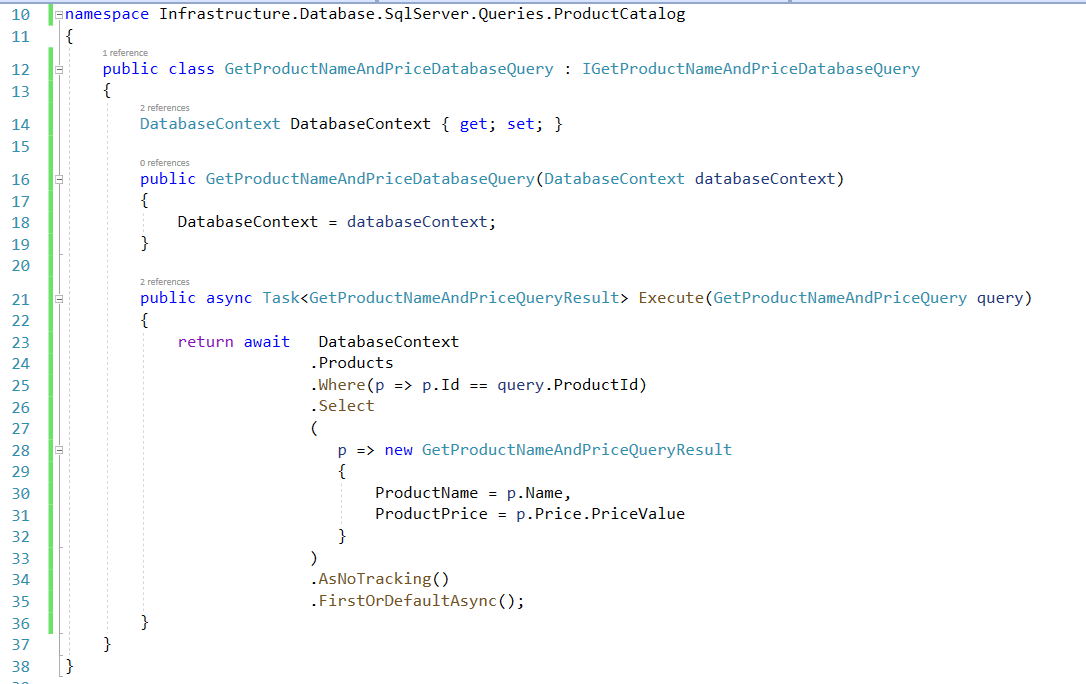 10 namespace Infrastructure.Database.SqlServer.Queries.ProductCatalog
11 {
1 reference
12 public class GetProductNameAndPriceDatabaseQuery : IGetProductNameAndPriceDatabaseQuery
13 {
2 references
14 DatabaseContext DatabaseContext { get; set; }
15
0 references
16 public GetProductNameAndPriceDatabaseQuery(DatabaseContext databaseContext)
17 {
18 DatabaseContext = databaseContext;
19 }
20
2 references
21 public async Task<GetProductNameAndPriceQueryResult> Execute(GetProductNameAndPriceQuery query)
22 {
23 return await DatabaseContext
24 .Products
25 .Where(p => p.Id == query.ProductId)
26 .Select
27 (
28 p => new GetProductNameAndPriceQueryResult
29 {
30 ProductName = p.Name,
31 ProductPrice = p.Price.PriceValue
32 }
33 )
34 .AsNoTracking()
35 .FirstOrDefaultAsync();
36 }
37 }
38 }